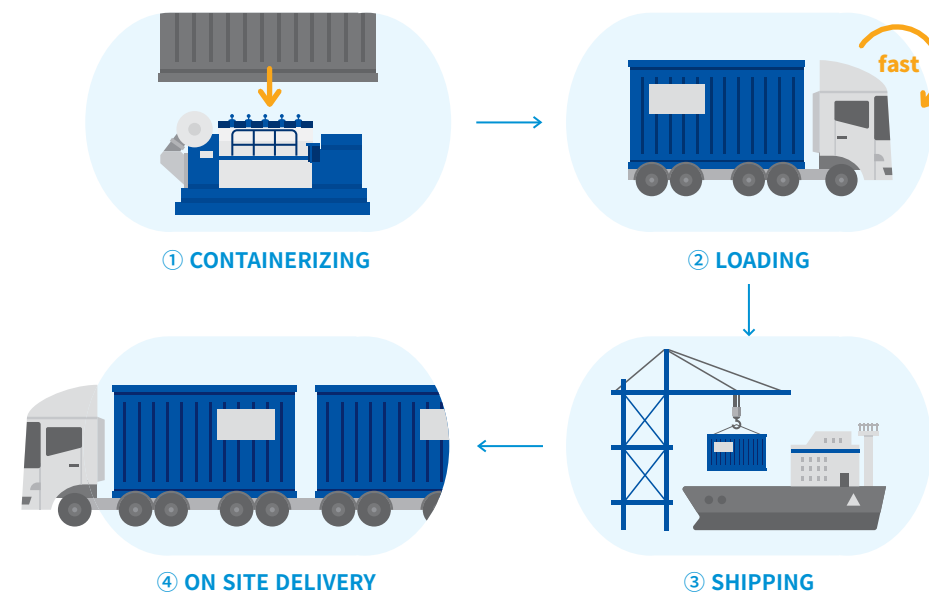 fast
① CONTAINERIZING
② LOADING
④ ON SITE DELIVERY
③ SHIPPING